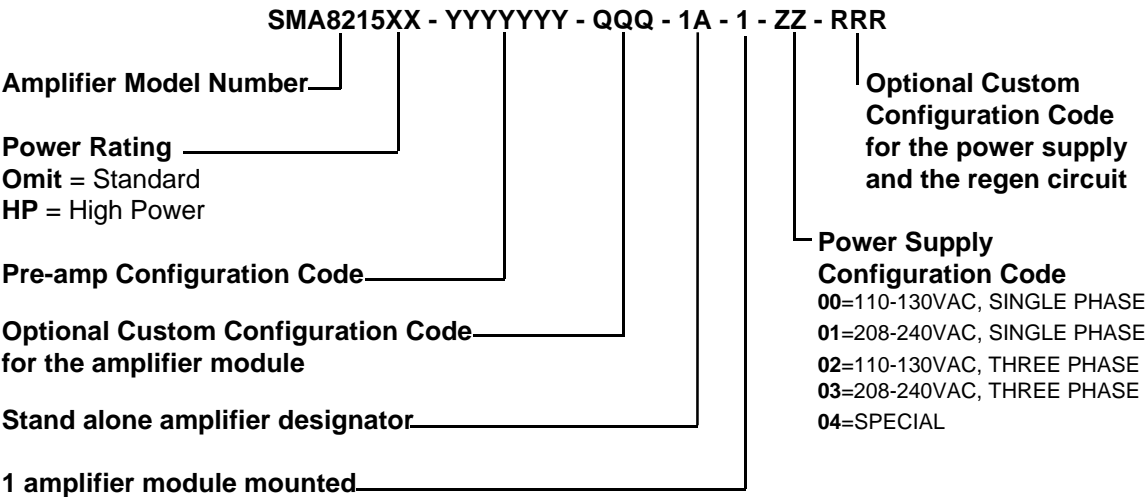 SMA8215XX - YYYYYYY - QQQ - 1A - 1 - ZZ - RRR
Amplifier Model Number
Power Rating
Omit = Standard
HP = High Power
Pre-amp Configuration Code
Optional Custom Configuration Code
for the amplifier module
Stand alone amplifier designator
1 amplifier module mounted
Optional Custom
Configuration Code
for the power supply
and the regen circuit
Power Supply
Configuration Code
00=110-130VAC, SINGLE PHASE
01=208-240VAC, SINGLE PHASE
02=110-130VAC, THREE PHASE
03=208-240VAC, THREE PHASE
04=SPECIAL